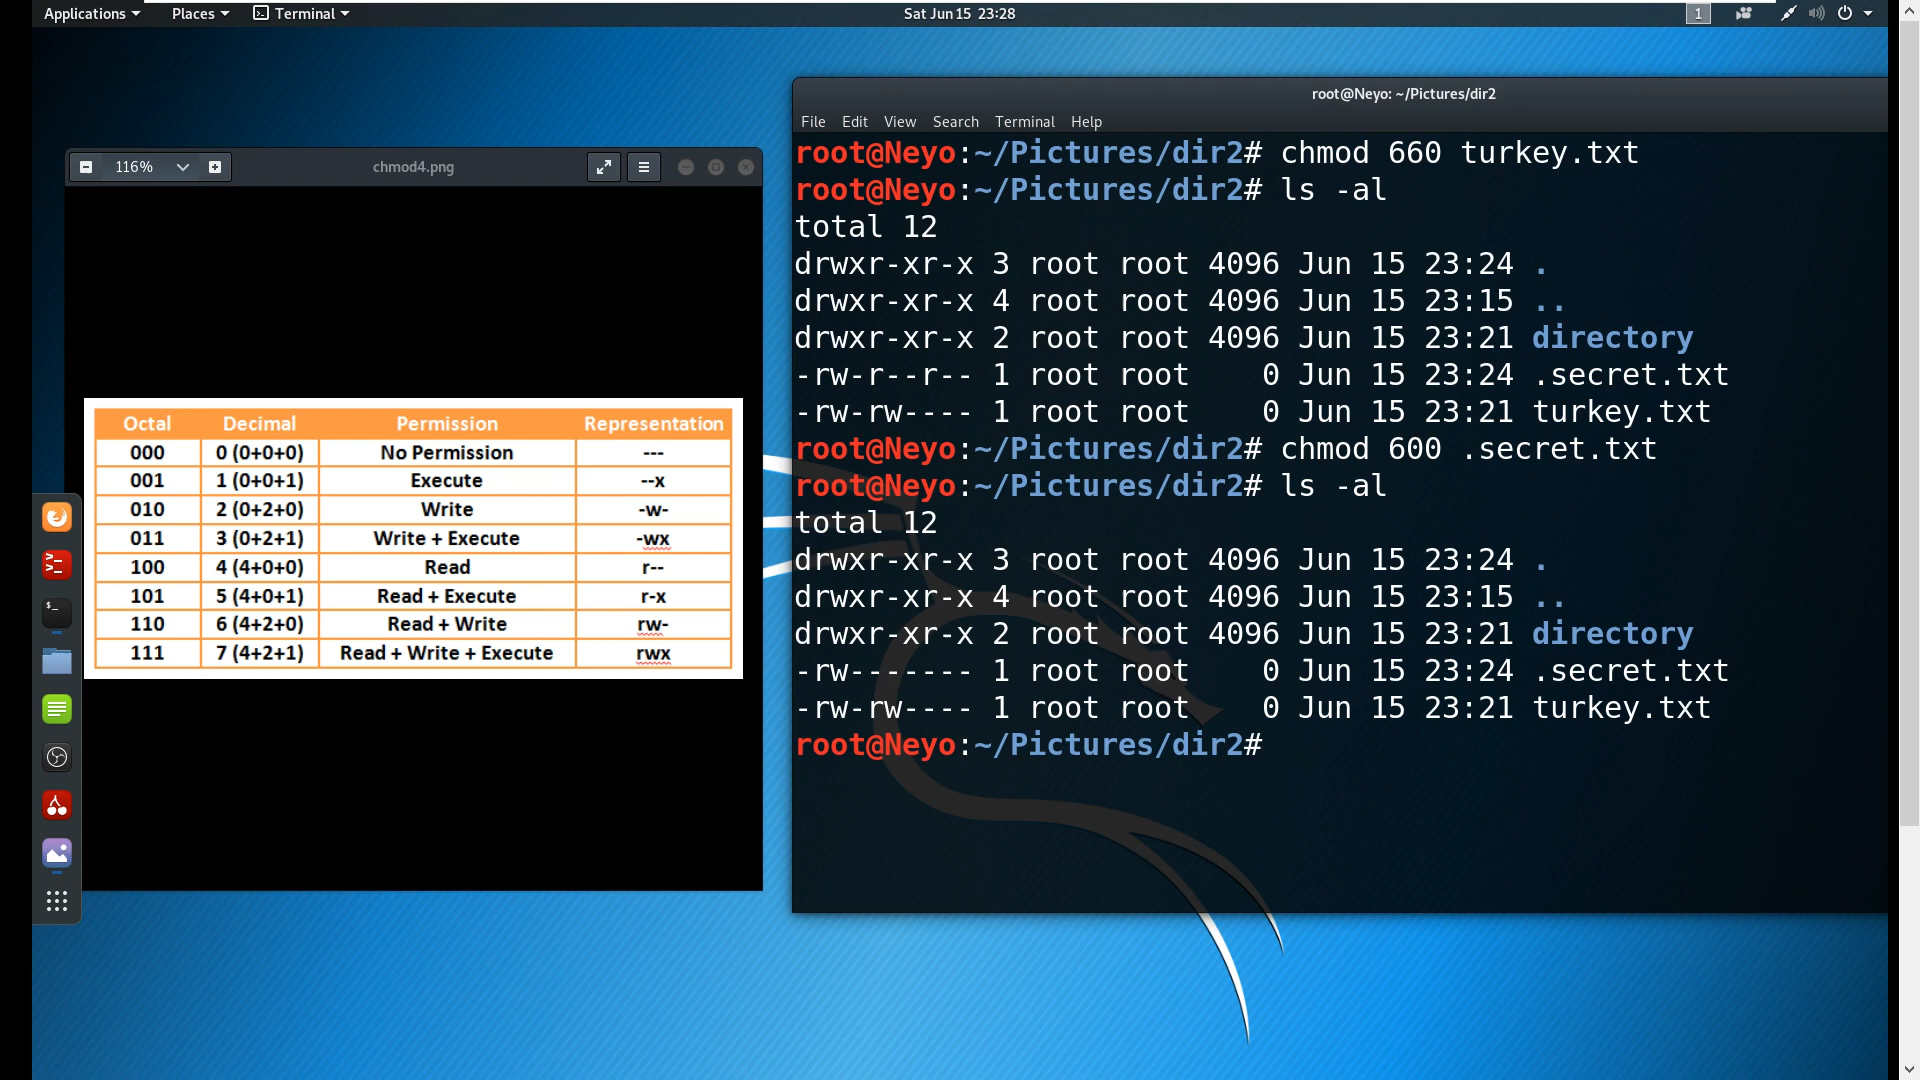 Applications Places Terminal Sat Jun 15 23:28 1
116% chmod4.png
Octal Decimal Permission Representation
000 0 (0+0+0) No Permission ---
001 1 (0+0+1) Execute --x
010 2 (0+2+0) Write -w-
011 3 (0+2+1) Write + Execute -wx
100 4 (4+0+0) Read r--
101 5 (4+0+1) Read + Execute r-x
110 6 (4+2+0) Read + Write rw-
111 7 (4+2+1) Read + Write + Execute rwx
root@Neyo: ~/Pictures/dir2
File Edit View Search Terminal Help
root@Neyo:~/Pictures/dir2# chmod 660 turkey.txt
root@Neyo:~/Pictures/dir2# ls -al
total 12
drwxr-xr-x 3 root root 4096 Jun 15 23:24 .
drwxr-xr-x 4 root root 4096 Jun 15 23:15 ..
drwxr-xr-x 2 root root 4096 Jun 15 23:21 directory
-rw-r--r-- 1 root root    0 Jun 15 23:24 .secret.txt
-rw-rw---- 1 root root    0 Jun 15 23:21 turkey.txt
root@Neyo:~/Pictures/dir2# chmod 600 .secret.txt
root@Neyo:~/Pictures/dir2# ls -al
total 12
drwxr-xr-x 3 root root 4096 Jun 15 23:24 .
drwxr-xr-x 4 root root 4096 Jun 15 23:15 ..
drwxr-xr-x 2 root root 4096 Jun 15 23:21 directory
-rw------- 1 root root    0 Jun 15 23:24 .secret.txt
-rw-rw---- 1 root root    0 Jun 15 23:21 turkey.txt
root@Neyo:~/Pictures/dir2#